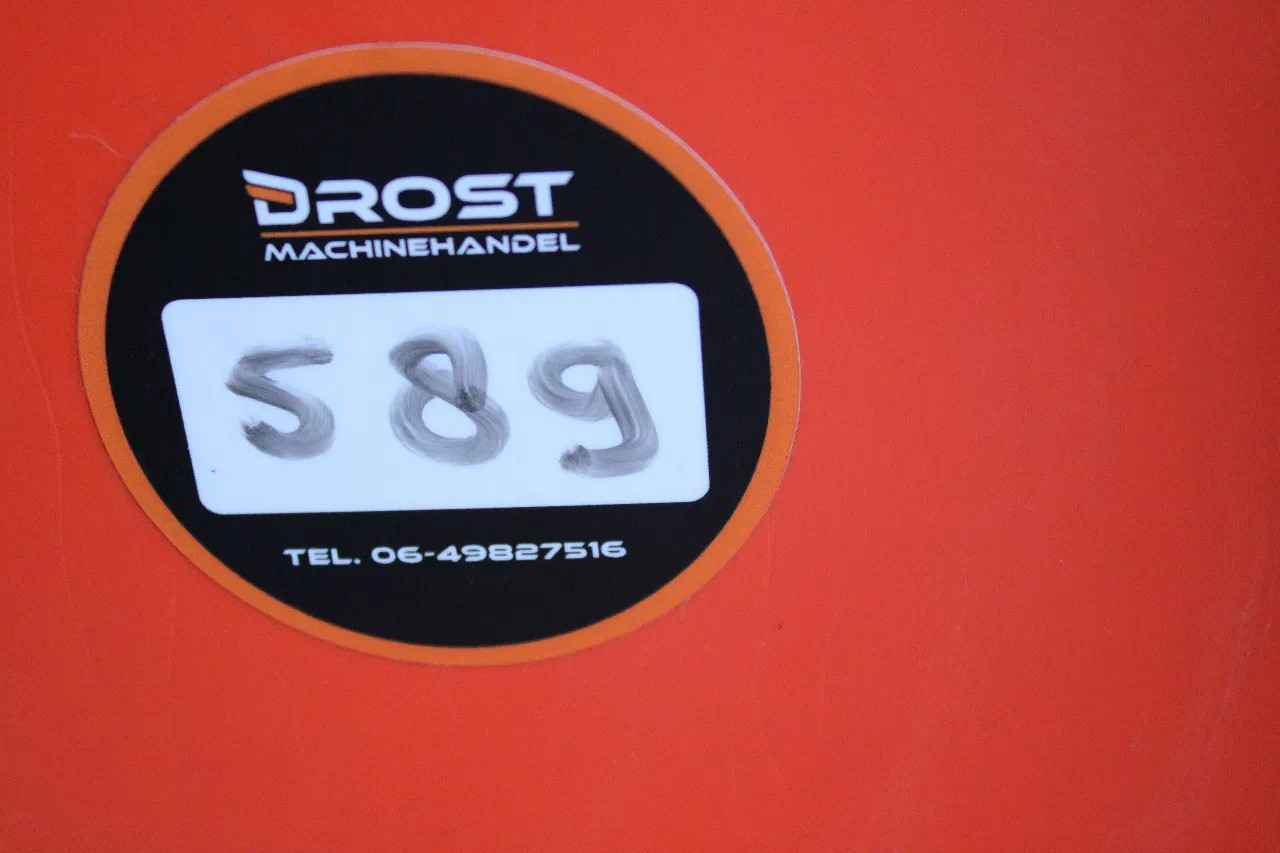 DROST
MACHINEHANDEL
589
TEL. 06-49827516